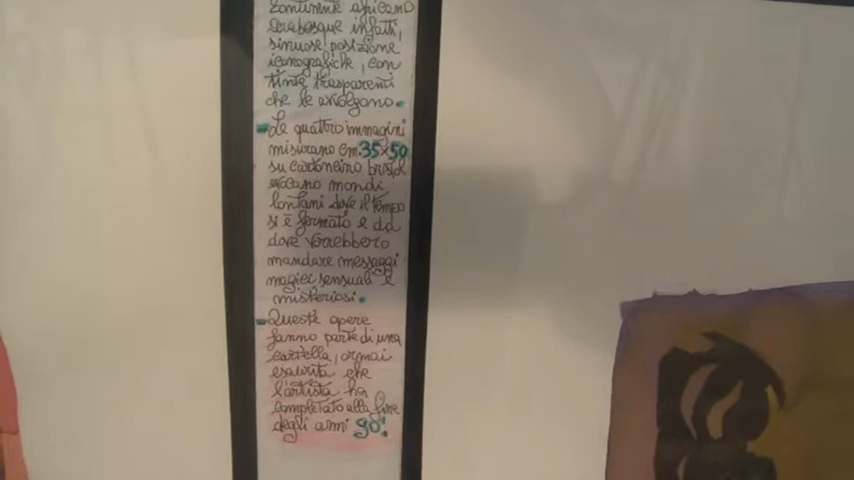 continente africano
arabesque infatti,
sinuose posizione
iconografiche, con
tinte trasparenti
che le avvolgono.
- Le quattro immagini
misurano cm. 35x50
su cartoncino bristol
evocano mondi
lontani dove il tempo
si è fermato e da
dove vorrebbero
mandare messaggi
magici sensuali e
misteriosi.
- Queste opere
fanno parte di una
cartella, ormai
esaurita che
l'artista ha
completato alla fine
degli anni 90!